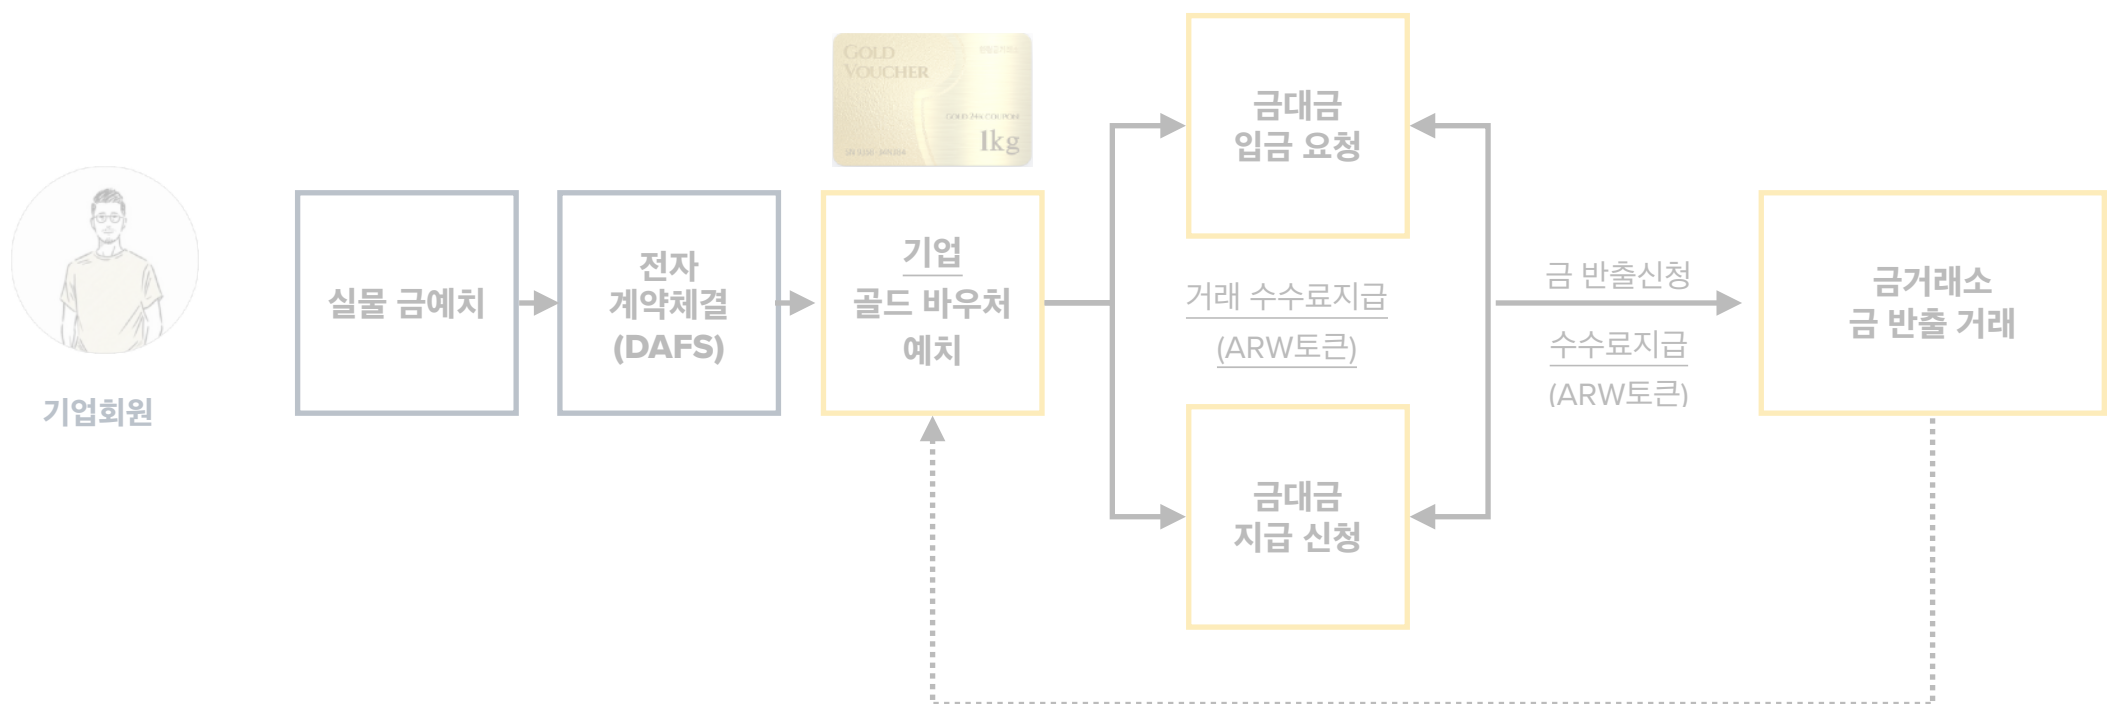 GOLD
VOUCHER
GOLD 24K COUPON
1kg
기업회원
실물 금예치
전자
계약체결
(DAFS)
기업
골드 바우처
예치
금대금
입금 요청
거래 수수료지급
(ARW토큰)
금대금
지급 신청
금 반출신청
수수료지급
(ARW토큰)
금거래소
금 반출 거래